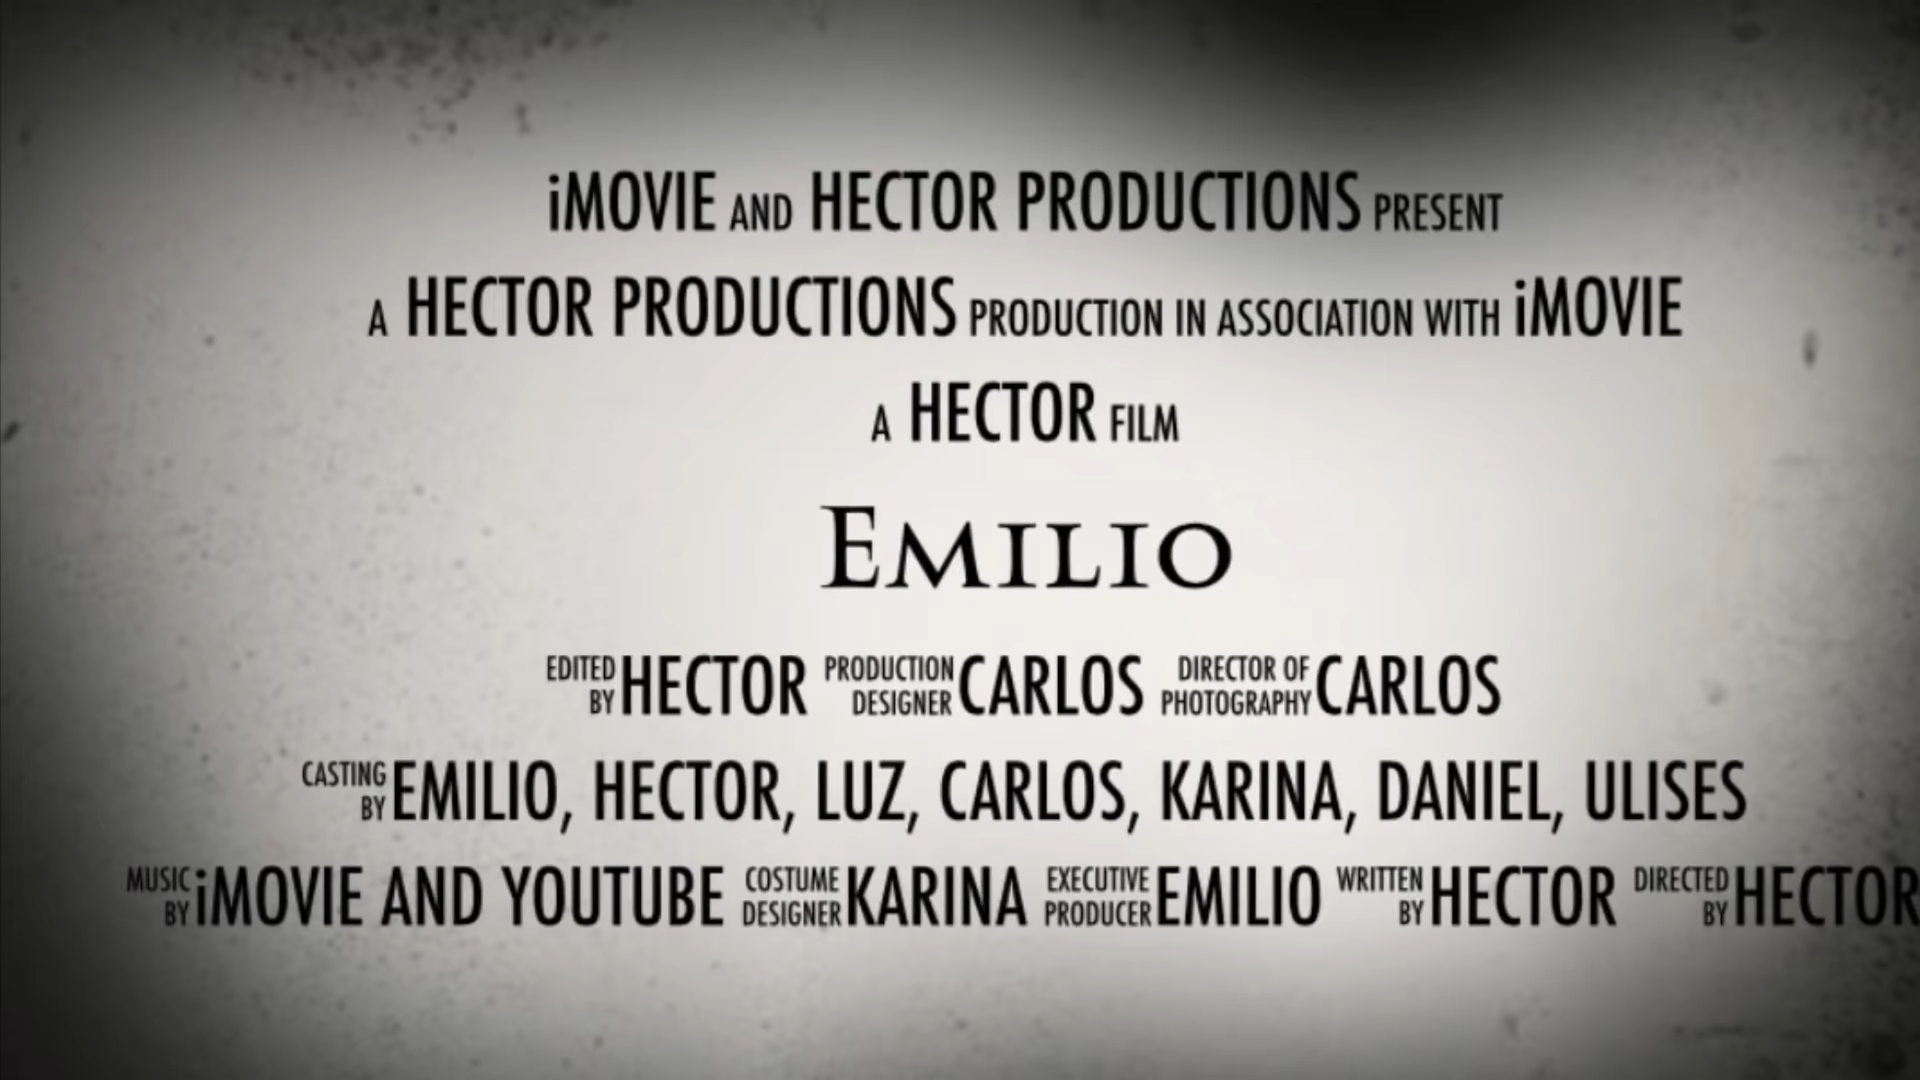 iMOVIE AND HECTOR PRODUCTIONS PRESENT
A HECTOR PRODUCTIONS PRODUCTION IN ASSOCIATION WITH iMOVIE
A HECTOR FILM
EMILIO
EDITED BY HECTOR PRODUCTION DESIGNER CARLOS DIRECTOR OF PHOTOGRAPHY CARLOS
CASTING BY EMILIO, HECTOR, LUZ, CARLOS, KARINA, DANIEL, ULISES
MUSIC BY iMOVIE AND YOUTUBE COSTUME DESIGNER KARINA EXECUTIVE PRODUCER EMILIO WRITTEN BY HECTOR DIRECTED BY HECTOR